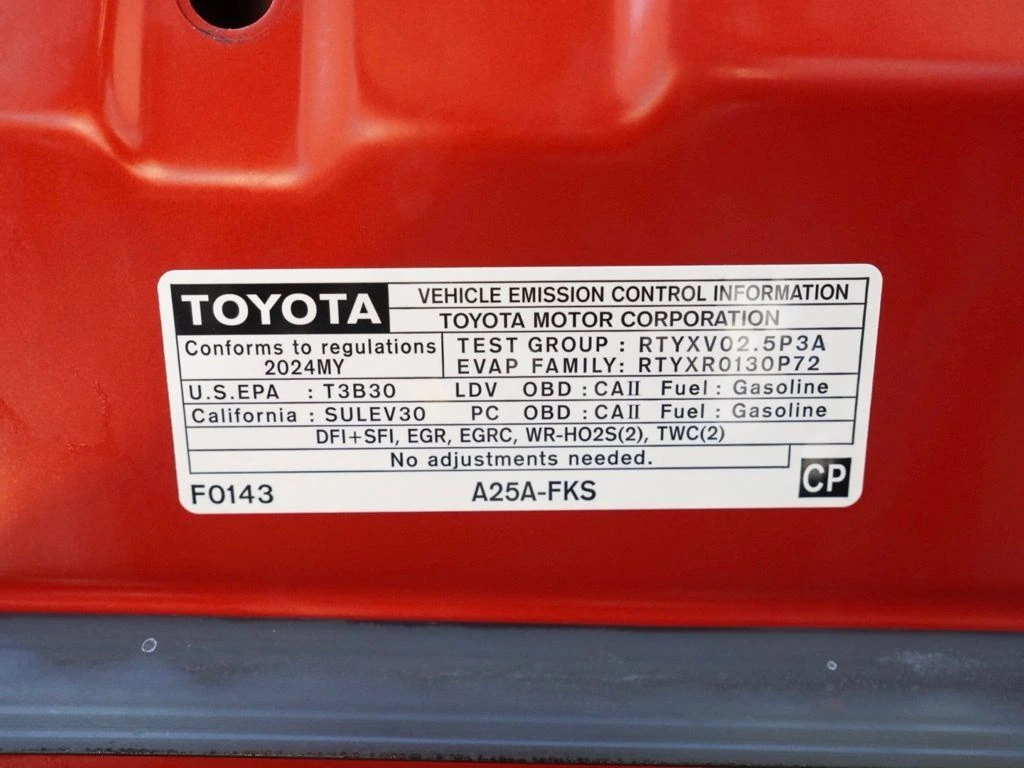 TOYOTA
VEHICLE EMISSION CONTROL INFORMATION
TOYOTA MOTOR CORPORATION
Conforms to regulations
2024MY
TEST GROUP : RTYXV02.5P3A
EVAP FAMILY: RTYXR0130P72
U.S.EPA : T3B30 LDV OBD : CAII Fuel : Gasoline
California : SULEV30 PC OBD : CAII Fuel : Gasoline
DFI+SFI, EGR, EGRC, WR-HO2S(2), TWC(2)
No adjustments needed.
F0143 A25A-FKS CP